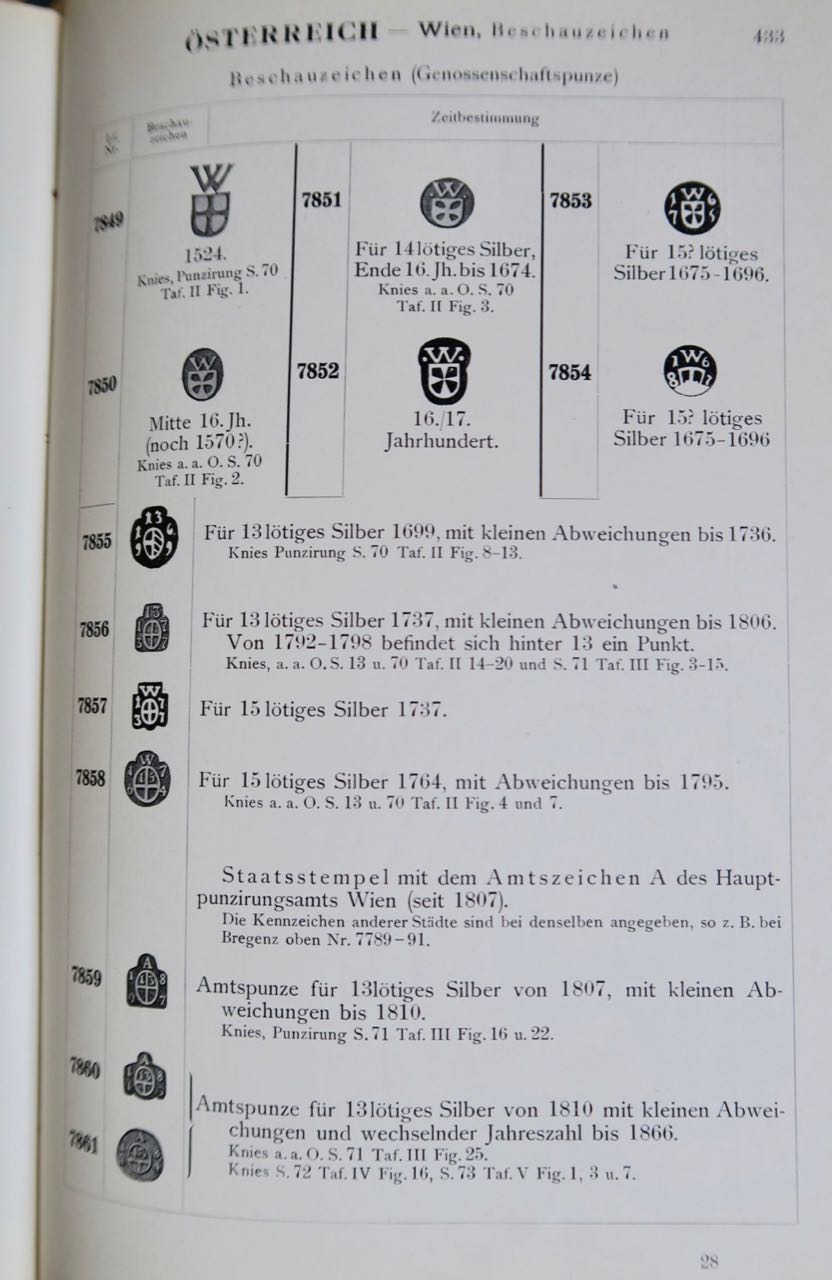 ÖSTERREICH — Wien, Beschauzeichen 433
Beschauzeichen (Genossenschaftspunze)
Lfd. Nr.
Beschau-
zeichen
Zeitbestimmung
7849
1524.
Knies, Punzirung S. 70
Taf. II Fig. 1.
7851
Für 14lötiges Silber,
Ende 16. Jh. bis 1674.
Knies a. a. O. S. 70
Taf. II Fig. 3.
7853
Für 15? lötiges
Silber 1675-1696.
7850
Mitte 16. Jh.
(noch 1570?).
Knies a. a. O. S. 70
Taf. II Fig. 2.
7852
16./17.
Jahrhundert.
7854
Für 15? lötiges
Silber 1675-1696
7855
Für 13lötiges Silber 1699, mit kleinen Abweichungen bis 1736.
Knies Punzirung S. 70 Taf. II Fig. 8-13.
7856
Für 13lötiges Silber 1737, mit kleinen Abweichungen bis 1806.
Von 1792-1798 befindet sich hinter 13 ein Punkt.
Knies, a. a. O. S. 13 u. 70 Taf. II 14-20 und S. 71 Taf. III Fig. 3-15.
7857
Für 15lötiges Silber 1737.
7858
Für 15lötiges Silber 1764, mit Abweichungen bis 1795.
Knies a. a. O. S. 13 u. 70 Taf. II Fig. 4 und 7.
Staatsstempel mit dem Amtszeichen A des Haupt-
punzirungsamts Wien (seit 1807).
Die Kennzeichen anderer Städte sind bei denselben angegeben, so z. B. bei
Bregenz oben Nr. 7789-91.
7859
Amtspunze für 13lötiges Silber von 1807, mit kleinen Ab-
weichungen bis 1810.
Knies, Punzirung S. 71 Taf. III Fig. 16 u. 22.
7860
7861
Amtspunze für 13lötiges Silber von 1810 mit kleinen Abwei-
chungen und wechselnder Jahreszahl bis 1866.
Knies a. a. O. S. 71 Taf. III Fig. 25.
Knies S. 72 Taf. IV Fig. 16, S. 73 Taf. V Fig. 1, 3 u. 7.
28